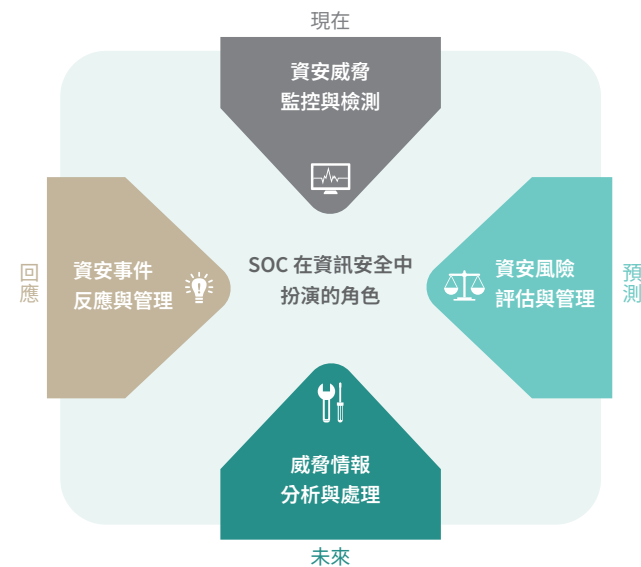 現在
資安威脅
監控與檢測
回應
資安事件
反應與管理
SOC 在資訊安全中
扮演的角色
資安風險
評估與管理
預測
威脅情報
分析與處理
未來